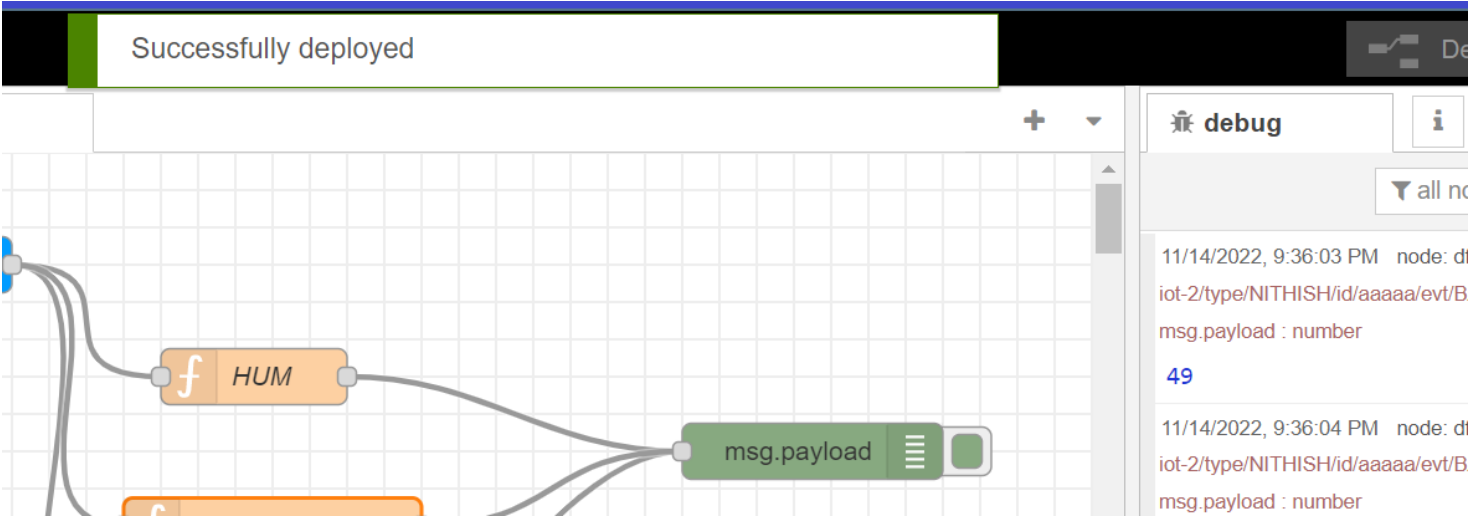 Successfully deployed
debug
i
all
HUM
msg.payload
11/14/2022, 9:36:03 PM node:
iot-2/type/NITHISH/id/aaaaa/evt/
msg.payload : number
49
11/14/2022, 9:36:04 PM node:
iot-2/type/NITHISH/id/aaaaa/evt/
msg.payload : number